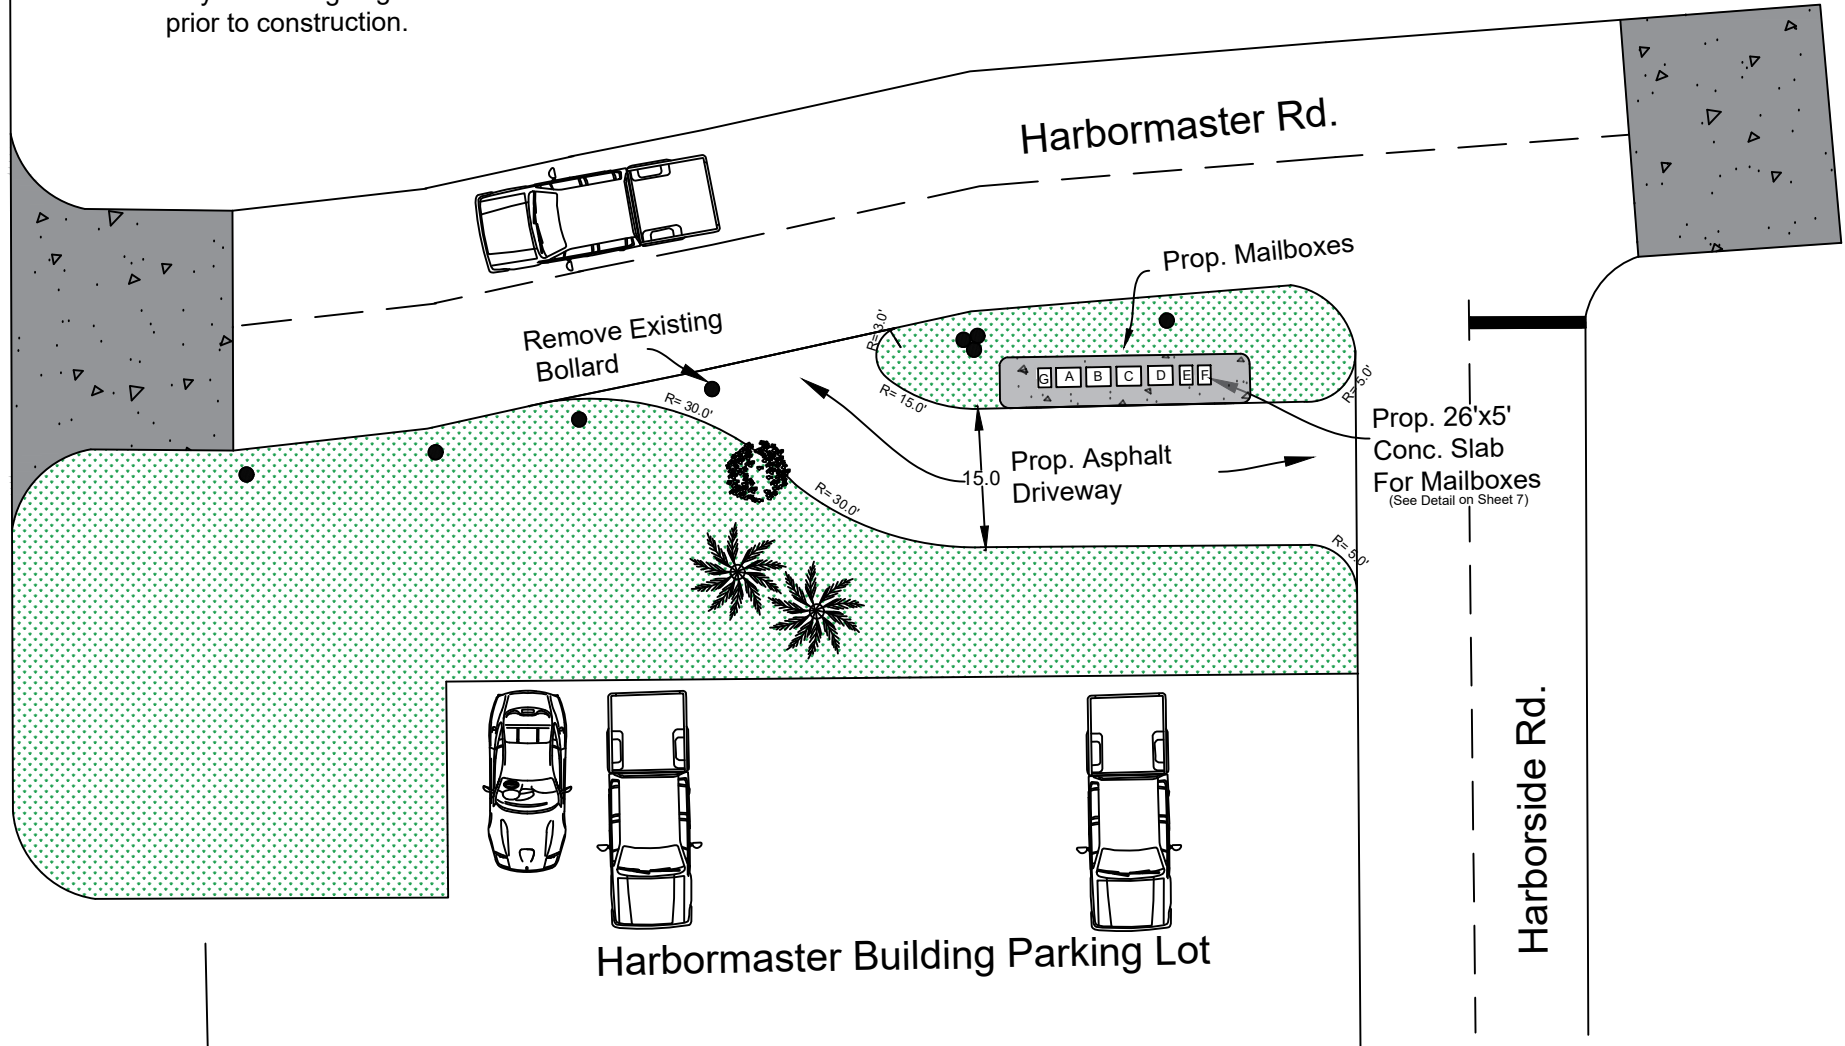 prior to construction.
Harbormaster Rd.
Prop. Mailboxes
Remove Existing
Bollard
R=3.0'
R= 15.0'
R= 30.0'
R= 30.0'
G A B C D E F
R= 5.0'
Prop. 26'x5'
Conc. Slab
For Mailboxes
(See Detail on Sheet 7)
15.0
Prop. Asphalt
Driveway
R= 5.0'
Harborside Rd.
Harbormaster Building Parking Lot